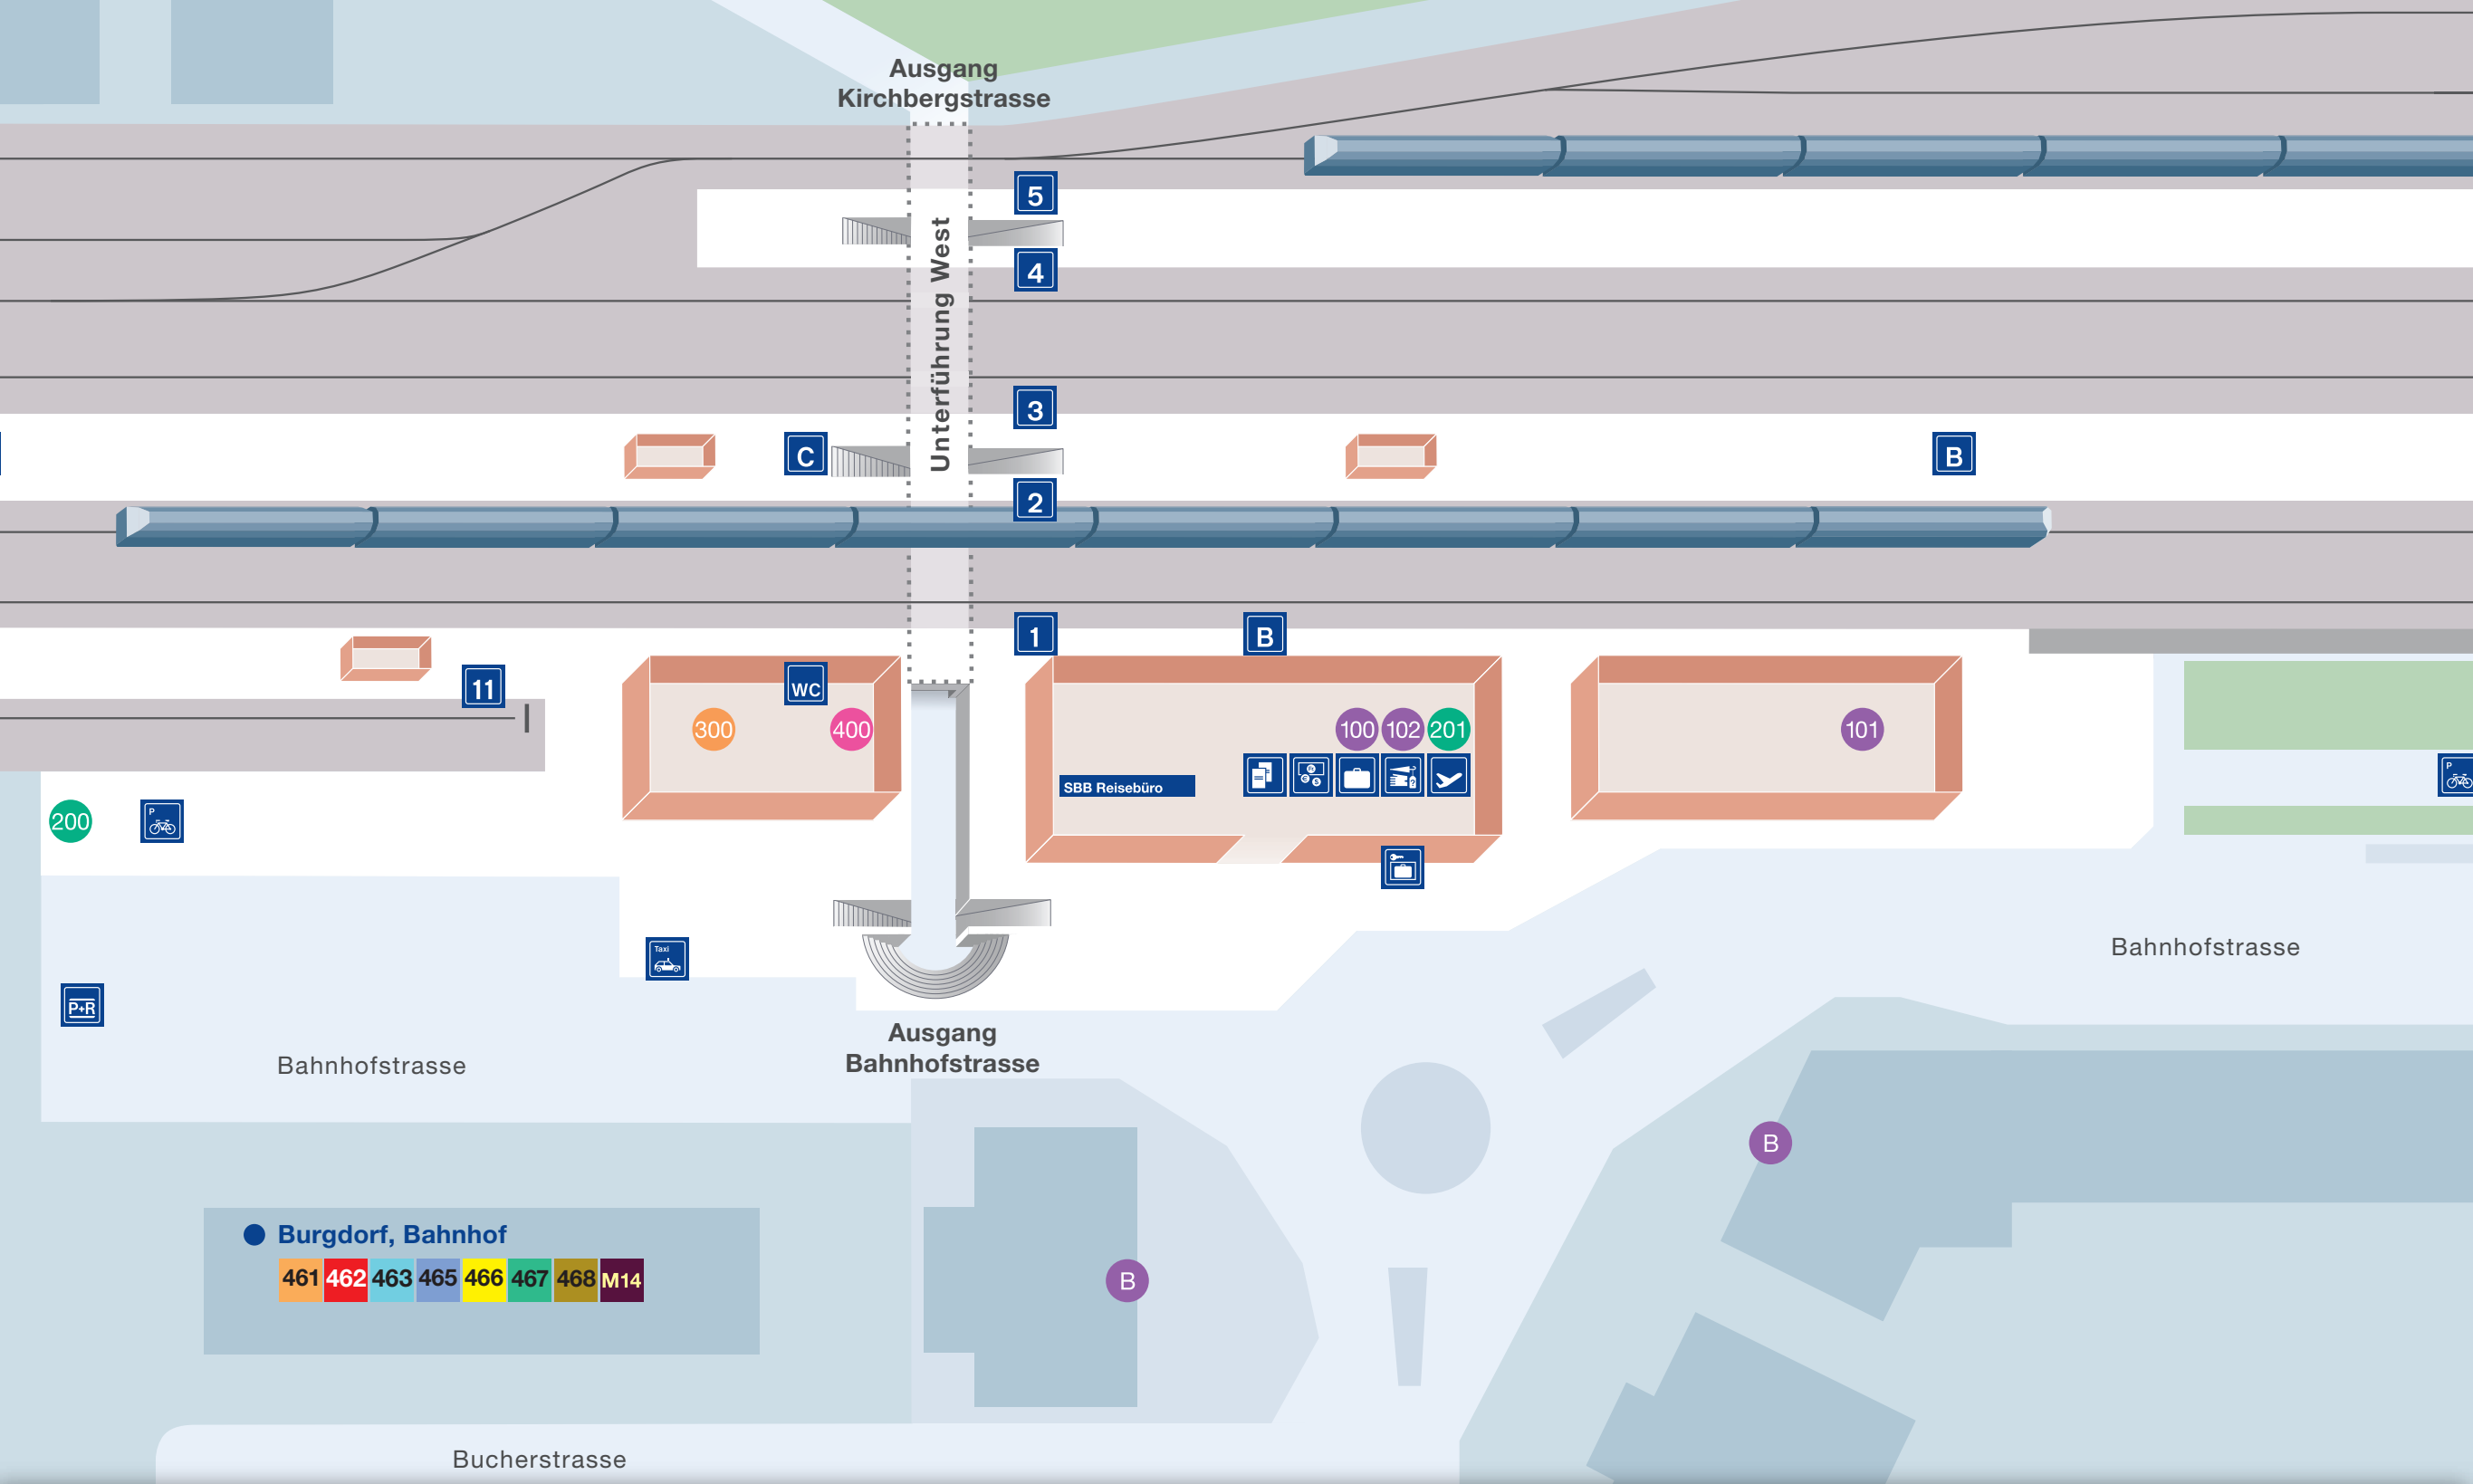 Ausgang
Kirchbergstrasse
5
4
Unterführung West
3
C
B
2
1
B
11
WC
300
400
100
102
201
101
SBB Reisebüro
200
P
P
Taxi
P+R
Bahnhofstrasse
Bahnhofstrasse
Ausgang
Bahnhofstrasse
B
B
Burgdorf, Bahnhof
461 462 463 465 466 467 468 M14
Bucherstrasse